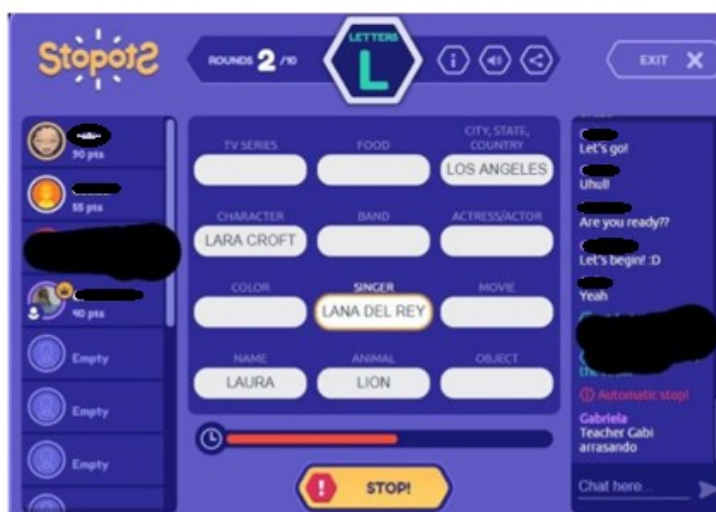 StopotS
ROUNDS 2 /10
LETTERS
L
EXIT X
90 pts
55 pts
40 pts
Empty
Empty
Empty
TV SERIES
FOOD
CITY, STATE,
COUNTRY
LOS ANGELES
CHARACTER
BAND
ACTRESS/ACTOR
LARA CROFT
COLOR
SINGER
MOVIE
LANA DEL REY
NAME
ANIMAL
OBJECT
LAURA
LION
STOP!
Let's go!
Uhul!
Are you ready??
Let's begin! :D
Yeah
Automatic stop!
Gabriela
Teacher Gabi
arrasando
Chat here...